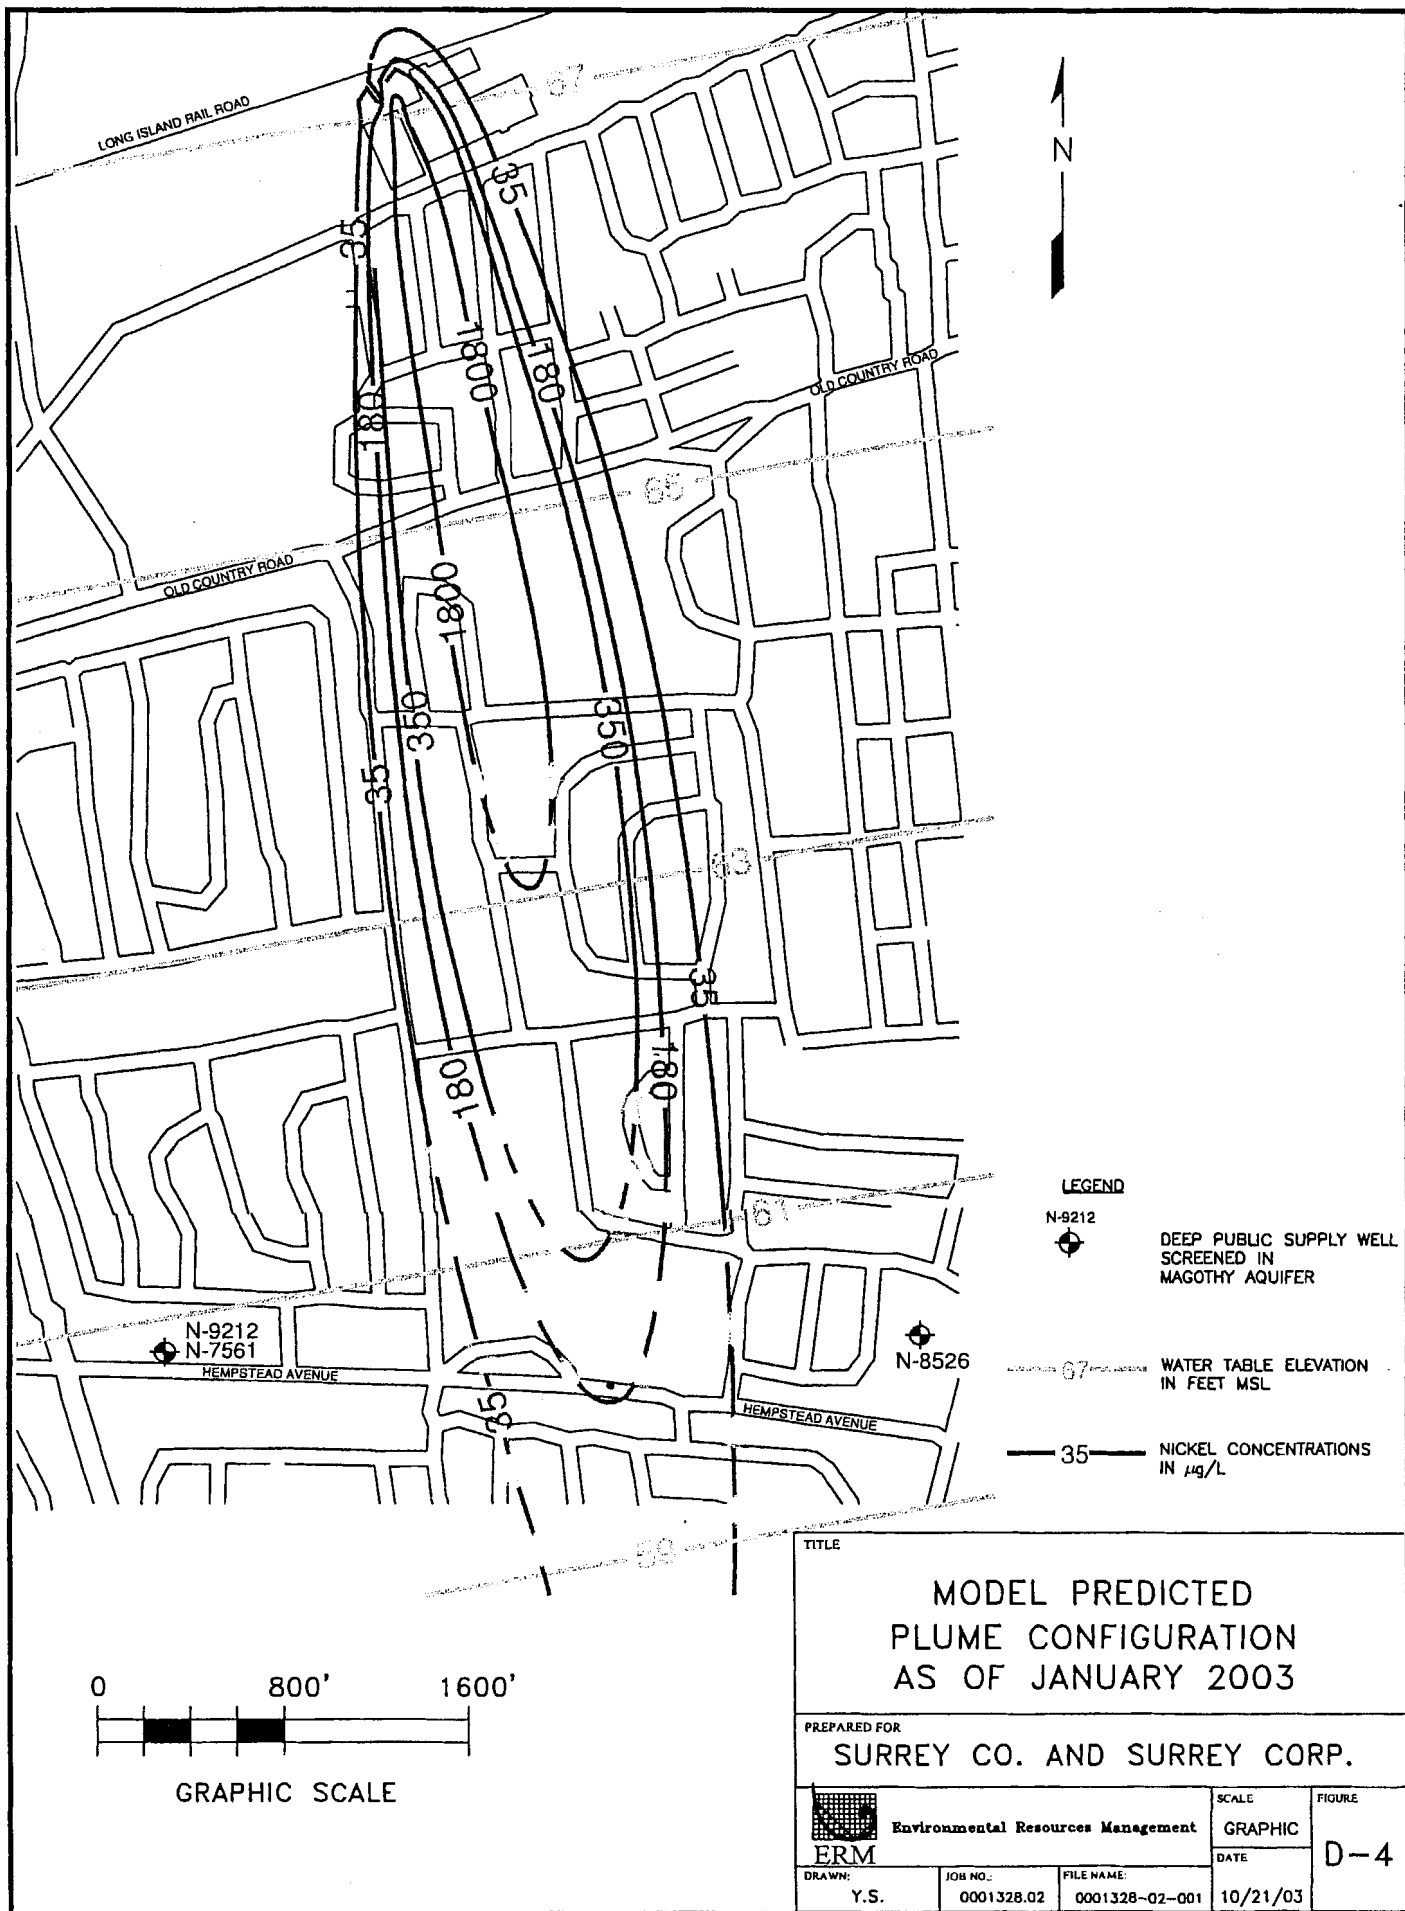 67
LONG ISLAND RAIL ROAD
N
35
35
1800
180
OLD COUNTRY ROAD
180
65
OLD COUNTRY ROAD
1800
350
350
35
63
35
180
180
61
LEGEND
N-9212
DEEP PUBLIC SUPPLY WELL
SCREENED IN
MAGOTHY AQUIFER
N-9212
N-7561
HEMPSTEAD AVENUE
N-8526
67
WATER TABLE ELEVATION
IN FEET MSL
35
HEMPSTEAD AVENUE
35
NICKEL CONCENTRATIONS
IN µg/L
59
TITLE
MODEL PREDICTED
PLUME CONFIGURATION
AS OF JANUARY 2003
0 800' 1600'
GRAPHIC SCALE
PREPARED FOR
SURREY CO. AND SURREY CORP.
ERM
Environmental Resources Management
SCALE
GRAPHIC
FIGURE
D-4
DATE
10/21/03
DRAWN:
Y.S.
JOB NO.:
0001328.02
FILE NAME:
0001328-02-001